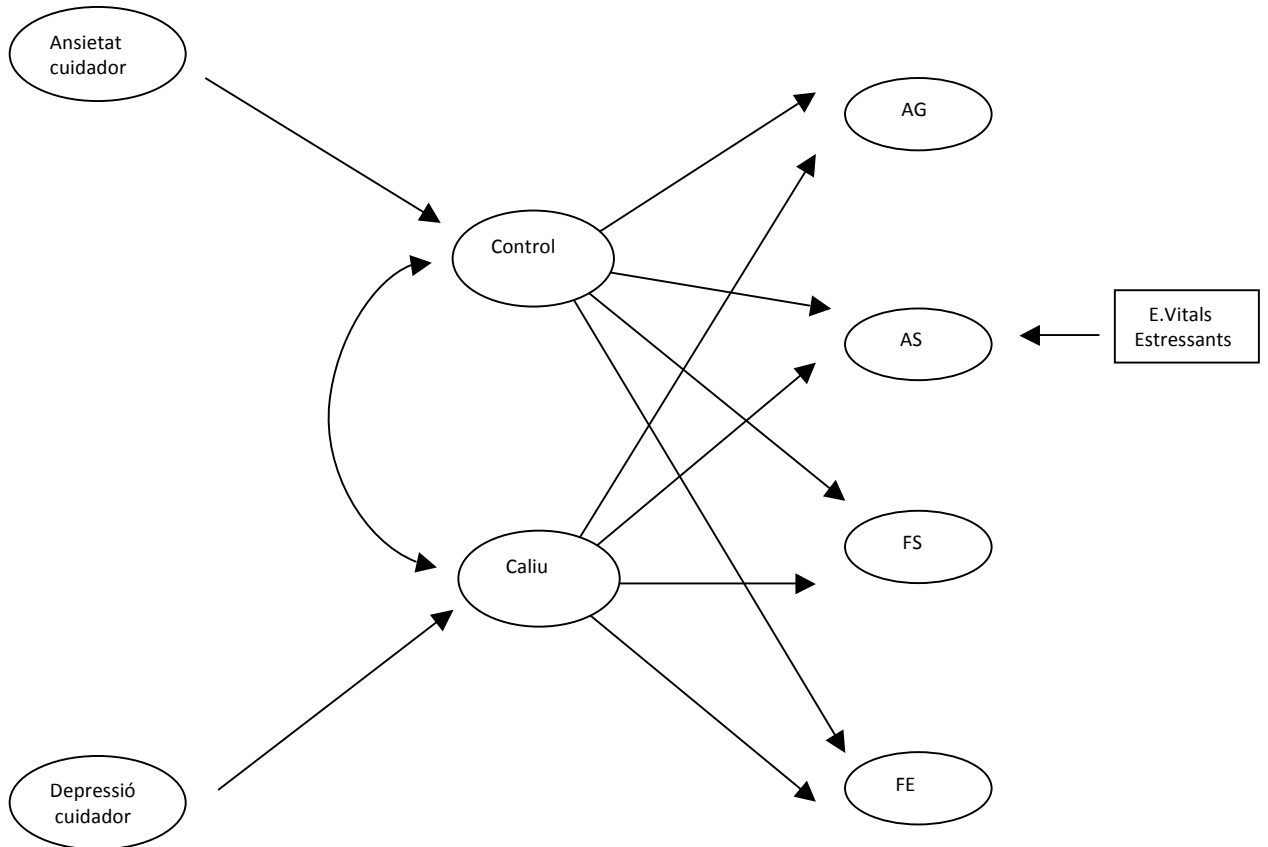 Ansietat
cuidador
AG
Control
E.Vitals
Estressants
AS
FS
Caliu
Depressió
cuidador
FE